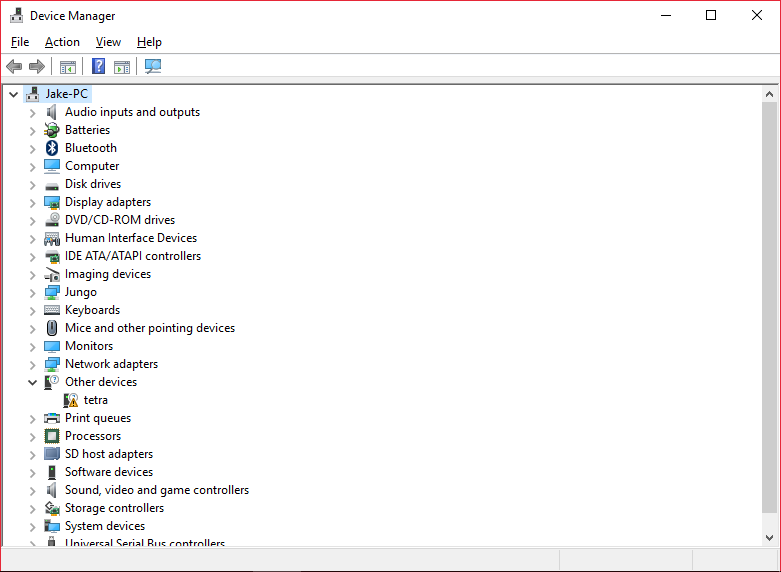 Device Manager
File Action View Help
Jake-PC
Audio inputs and outputs
Batteries
Bluetooth
Computer
Disk drives
Display adapters
DVD/CD-ROM drives
Human Interface Devices
IDE ATA/ATAPI controllers
Imaging devices
Jungo
Keyboards
Mice and other pointing devices
Monitors
Network adapters
Other devices
tetra
Print queues
Processors
SD host adapters
Software devices
Sound, video and game controllers
Storage controllers
System devices
Universal Serial Bus controllers